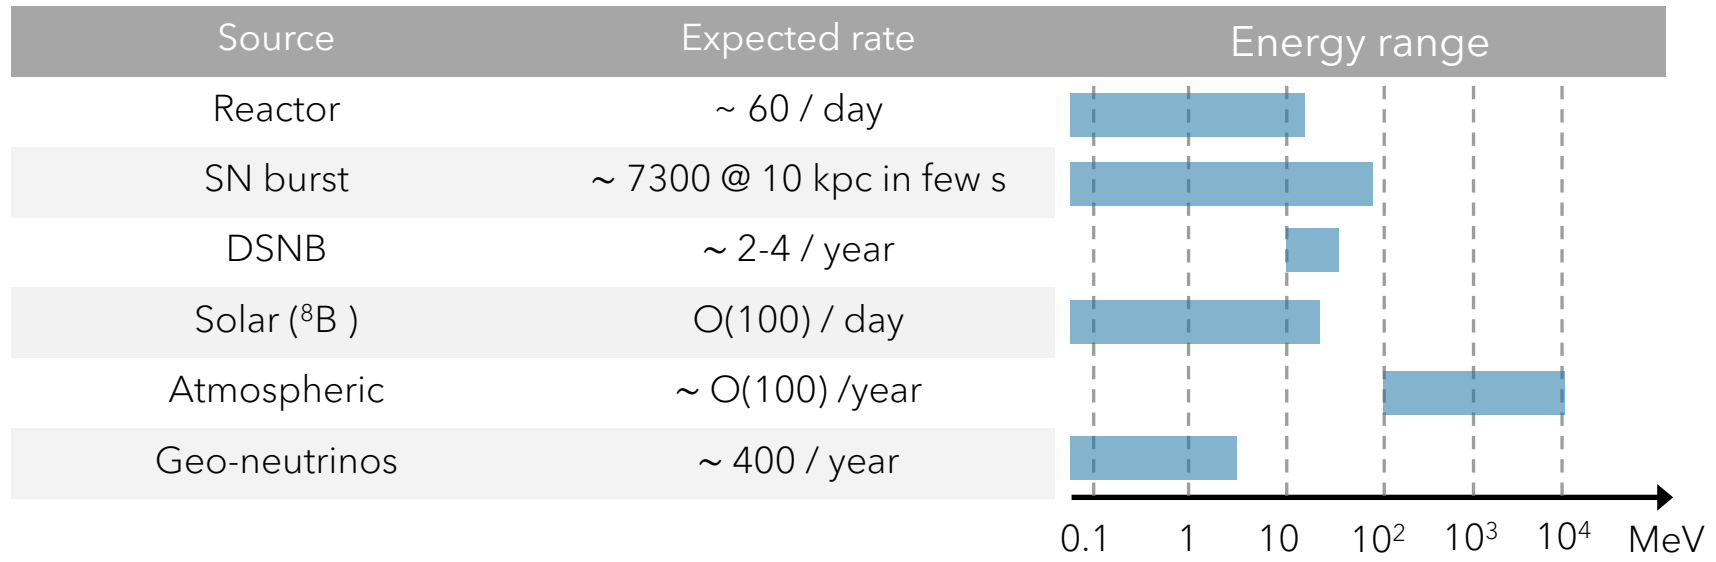 Source Expected rate Energy range
Reactor ~ 60 / day
SN burst ~ 7300 @ 10 kpc in few s
DSNB ~ 2-4 / year
Solar (⁸B ) O(100) / day
Atmospheric ~ O(100) /year
Geo-neutrinos ~ 400 / year
0.1 1 10 10² 10³ 10⁴ MeV